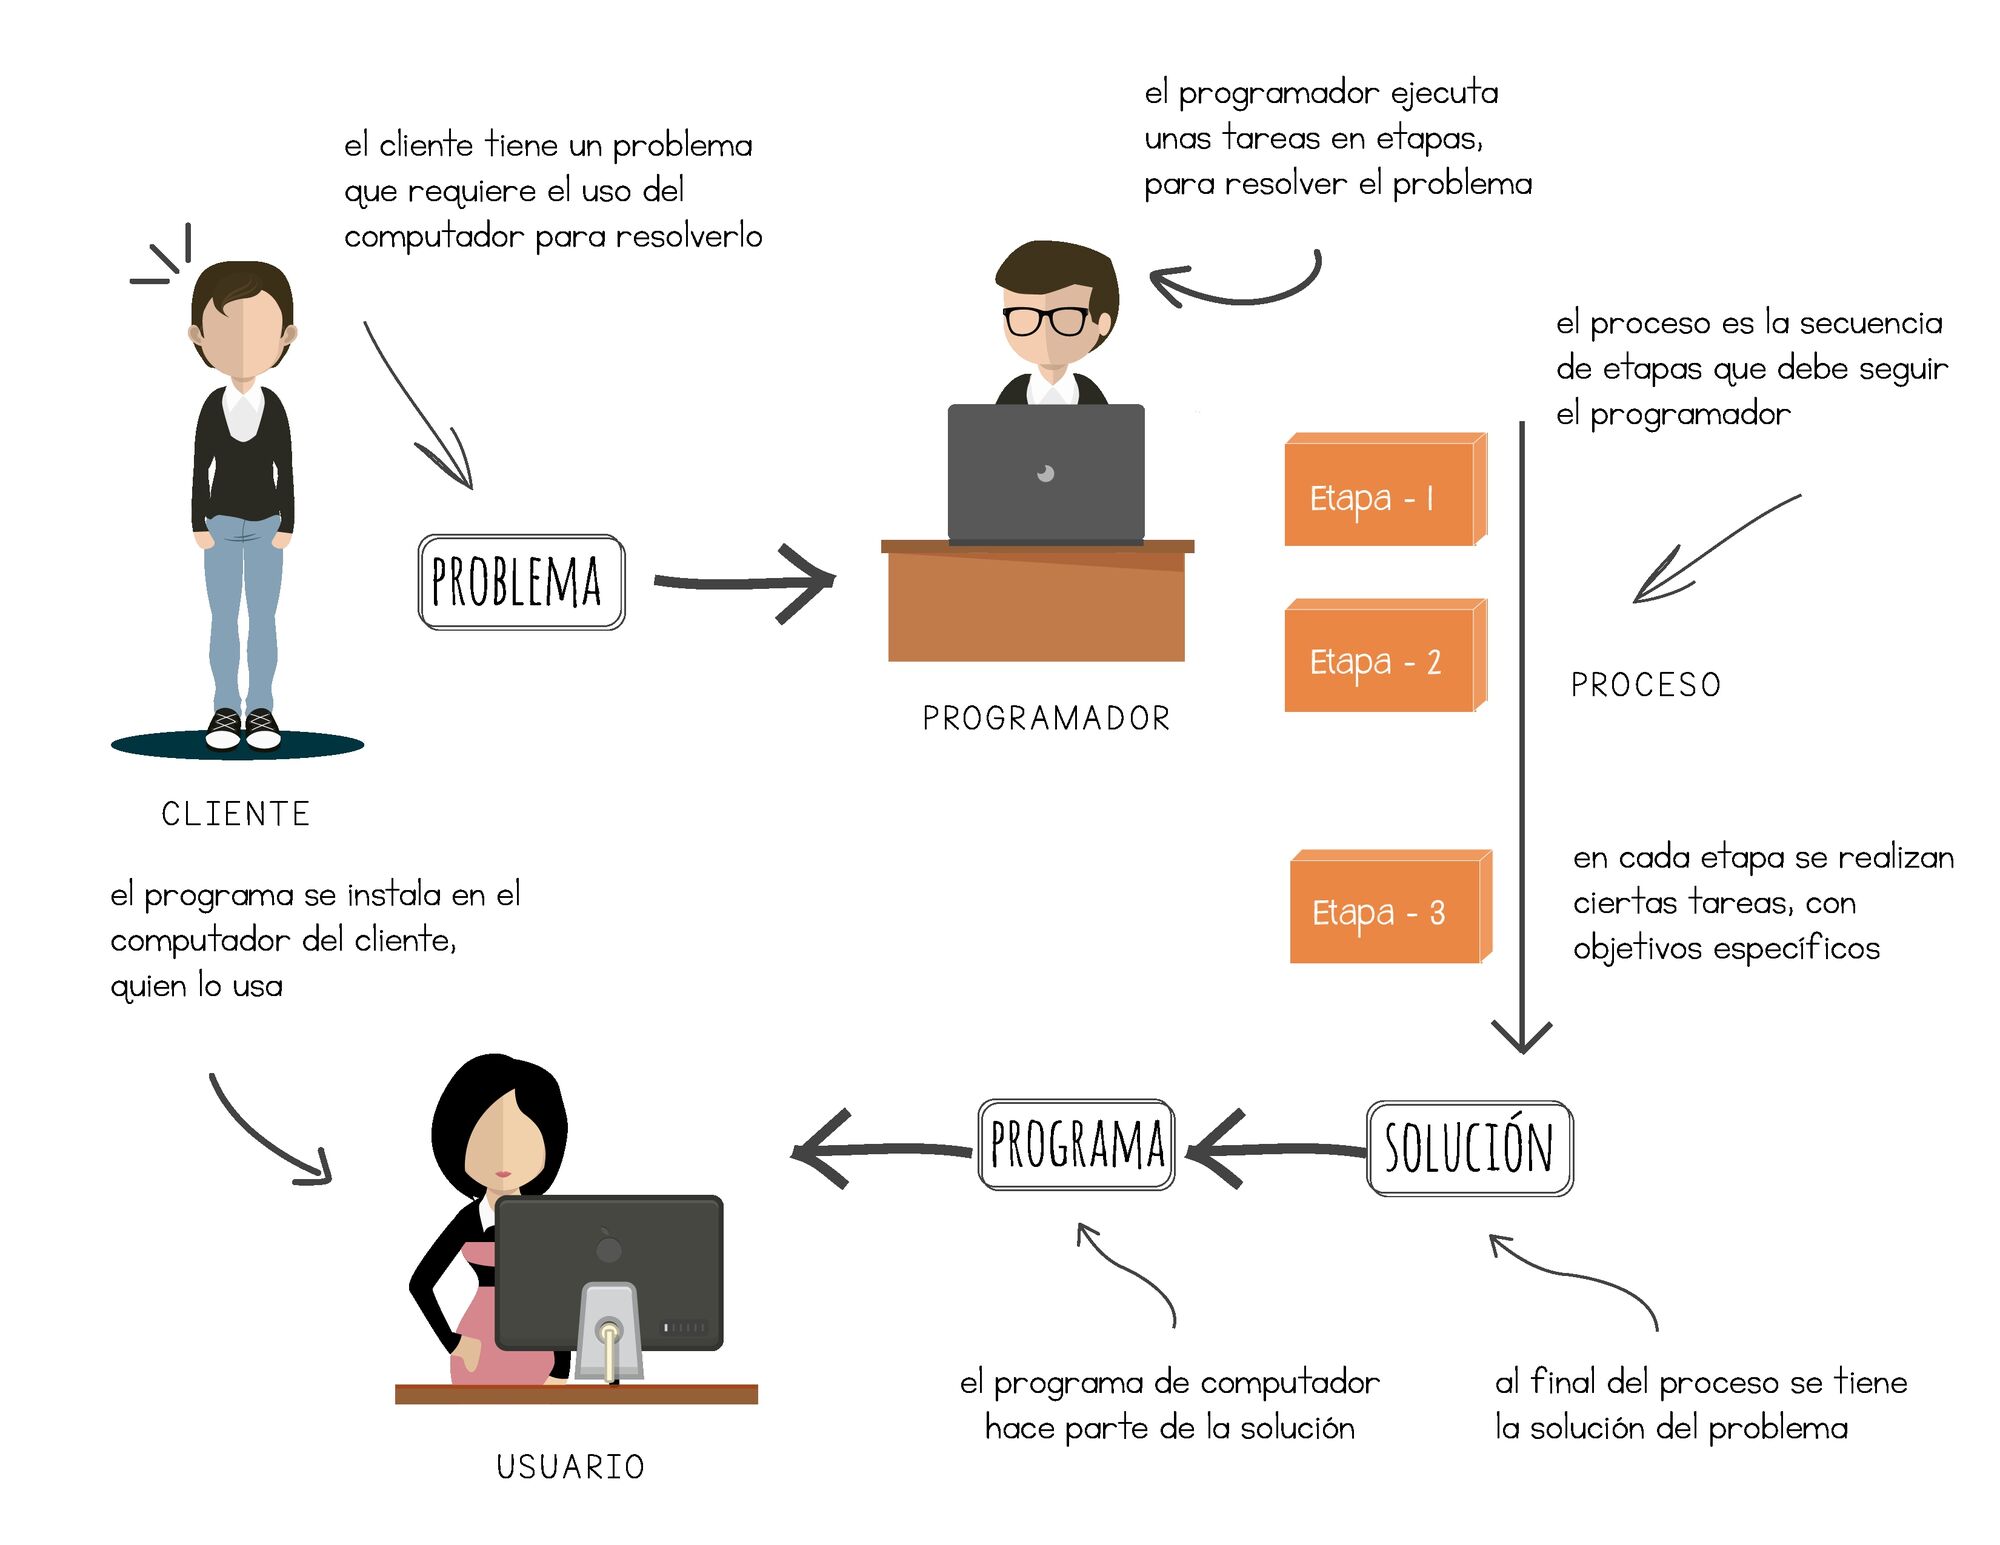 el cliente tiene un problema
que requiere el uso del
computador para resolverlo
el programador ejecuta
unas tareas en etapas,
para resolver el problema
PROBLEMA
CLIENTE
PROGRAMADOR
Etapa - 1
Etapa - 2
Etapa - 3
el proceso es la secuencia
de etapas que debe seguir
el programador
PROCESO
en cada etapa se realizan
ciertas tareas, con
objetivos específicos
SOLUCIÓN
al final del proceso se tiene
la solución del problema
PROGRAMA
el programa de computador
hace parte de la solución
el programa se instala en el
computador del cliente,
quien lo usa
USUARIO